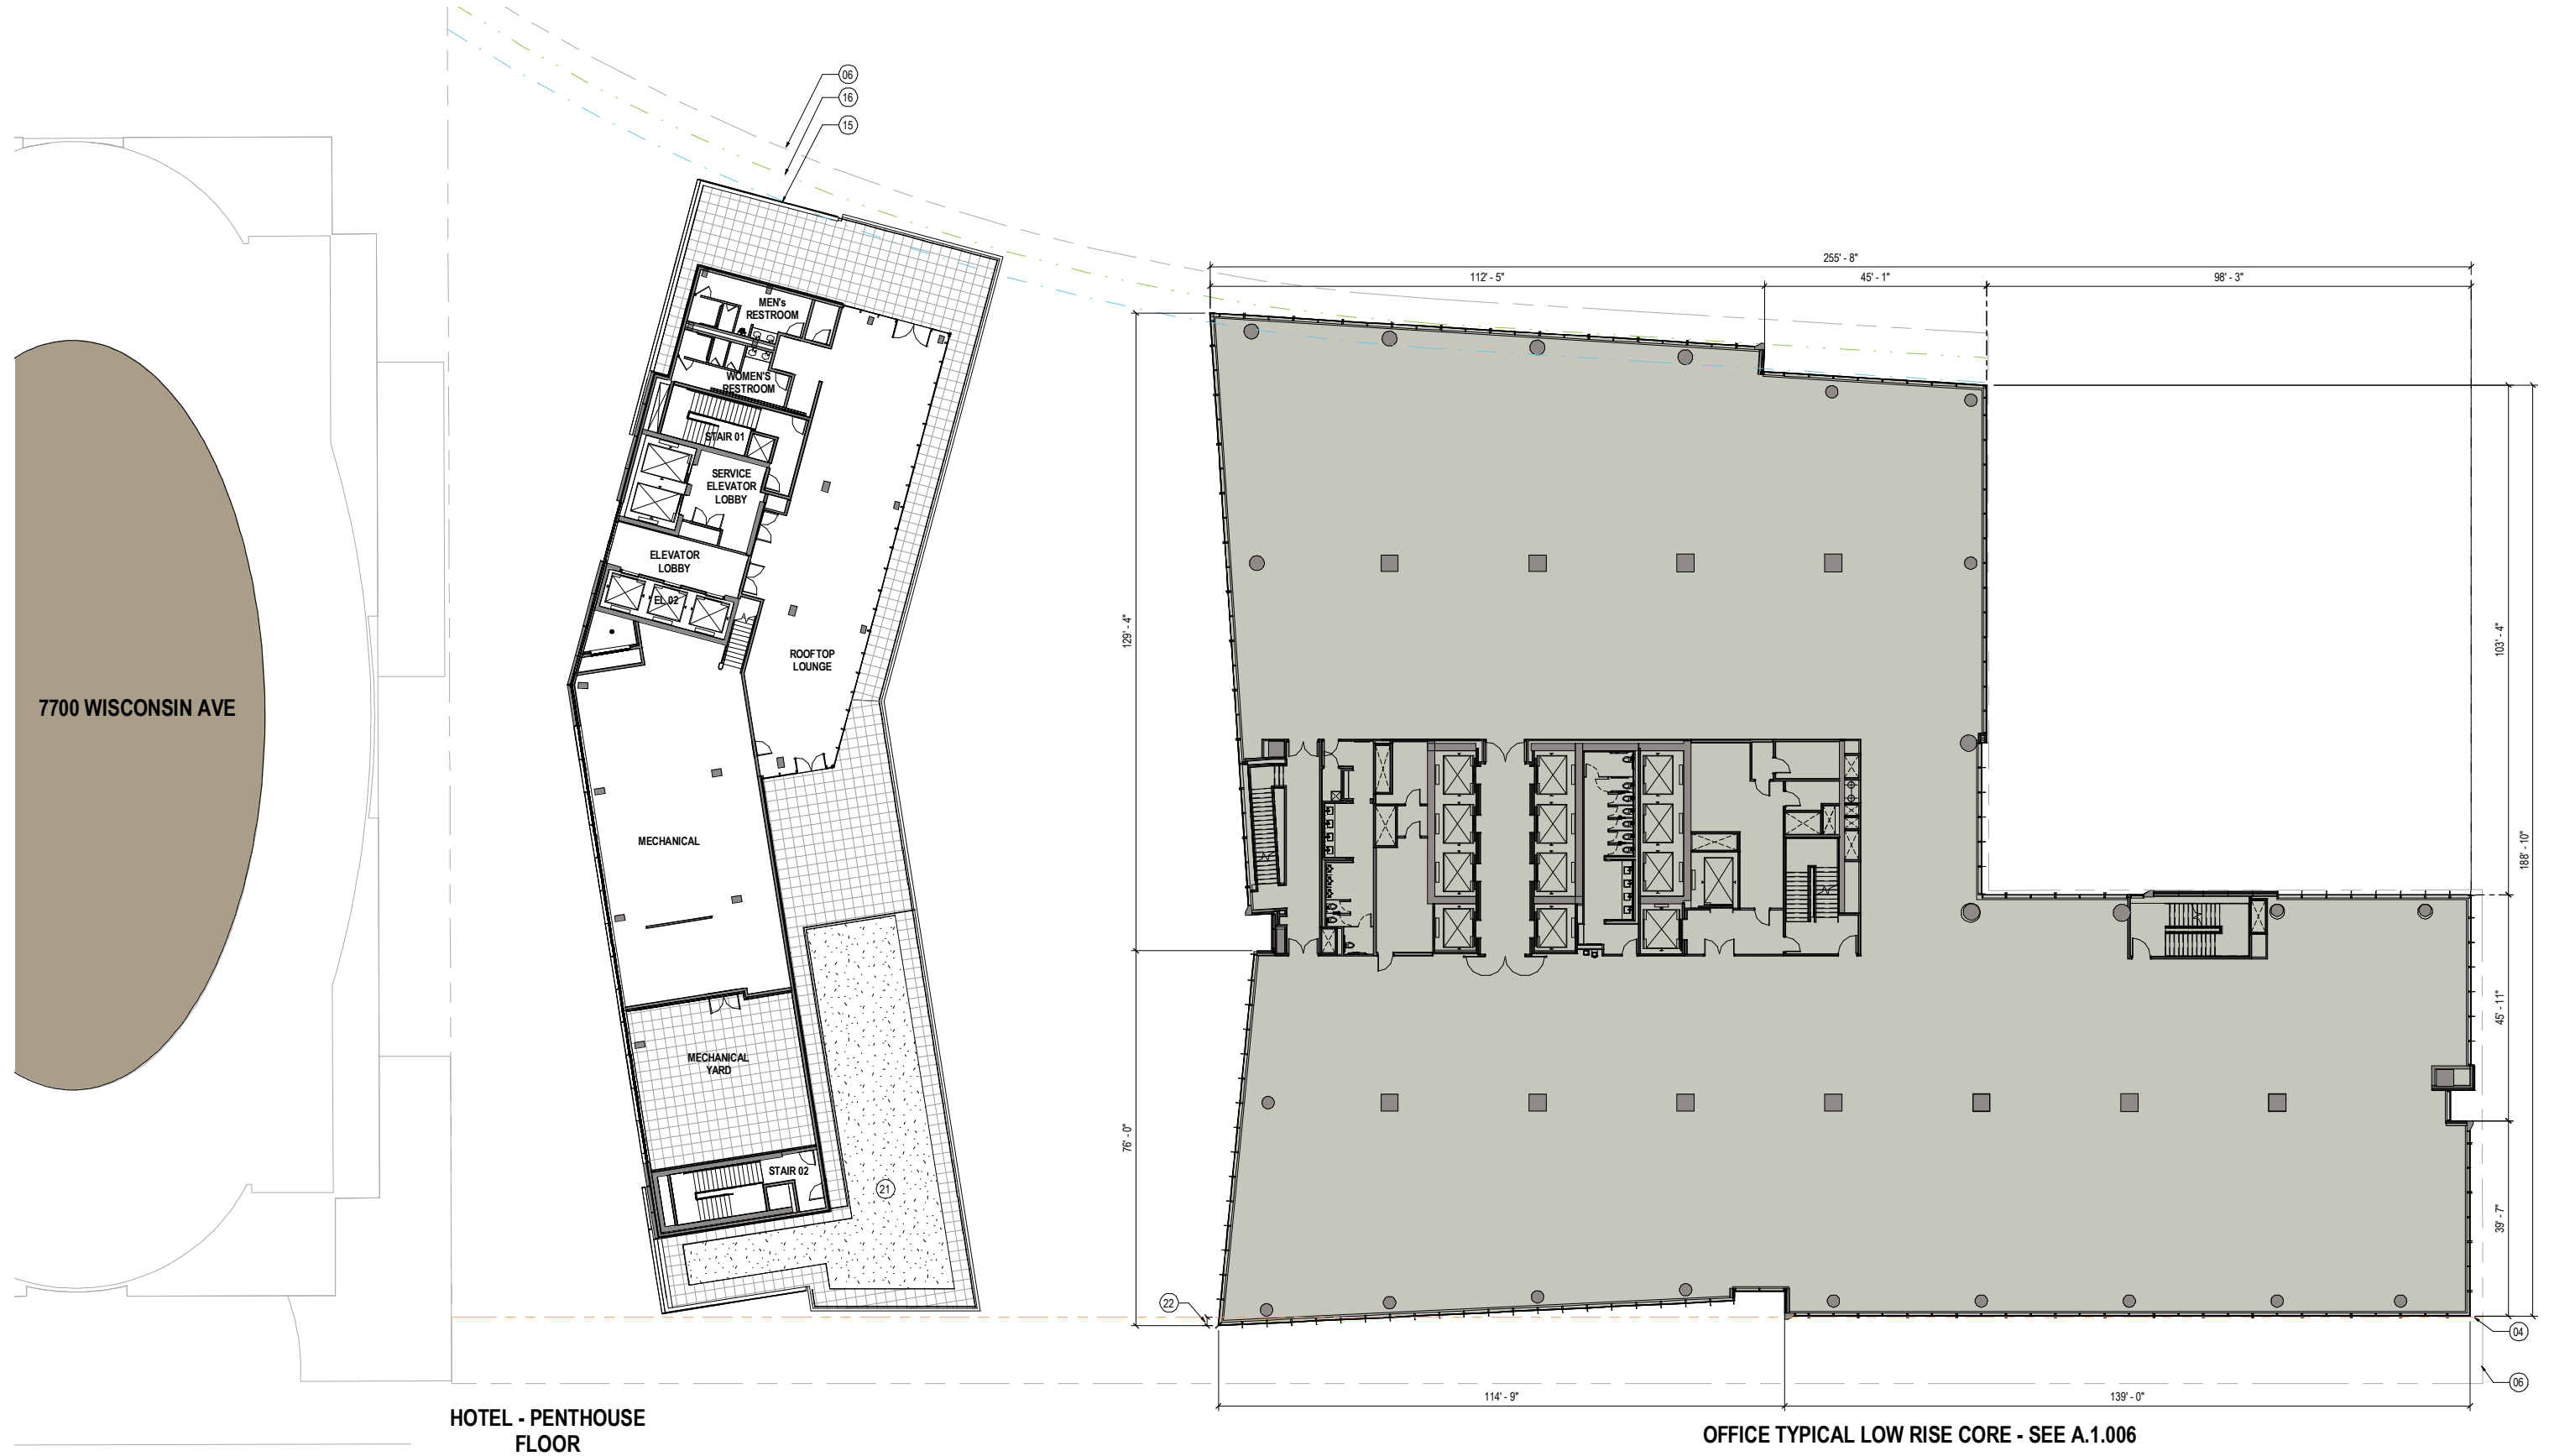 06
16
15
255' - 8"
112' - 5"
45' - 1"
98' - 3"
MEN's
RESTROOM
WOMEN'S
RESTROOM
STAIR 01
SERVICE
ELEVATOR
LOBBY
ELEVATOR
LOBBY
EL 02
129' - 4"
103' - 4"
ROOFTOP
LOUNGE
7700 WISCONSIN AVE
MECHANICAL
188' - 10"
45' - 11"
MECHANICAL
YARD
76' - 0"
STAIR 02
21
39' - 7"
22
04
06
114' - 9"
139' - 0"
HOTEL - PENTHOUSE
FLOOR
OFFICE TYPICAL LOW RISE CORE - SEE A.1.006